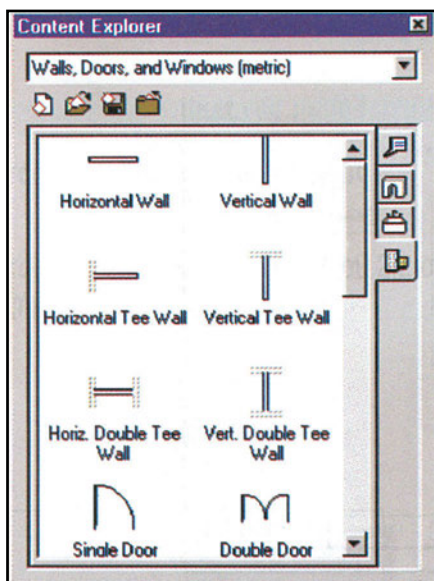 Content Explorer
Walls, Doors, and Windows (metric)
Horizontal Wall
Vertical Wall
Horizontal Tee Wall
Vertical Tee Wall
Horiz. Double Tee
Wall
Vert. Double Tee
Wall
Single Door
Double Door